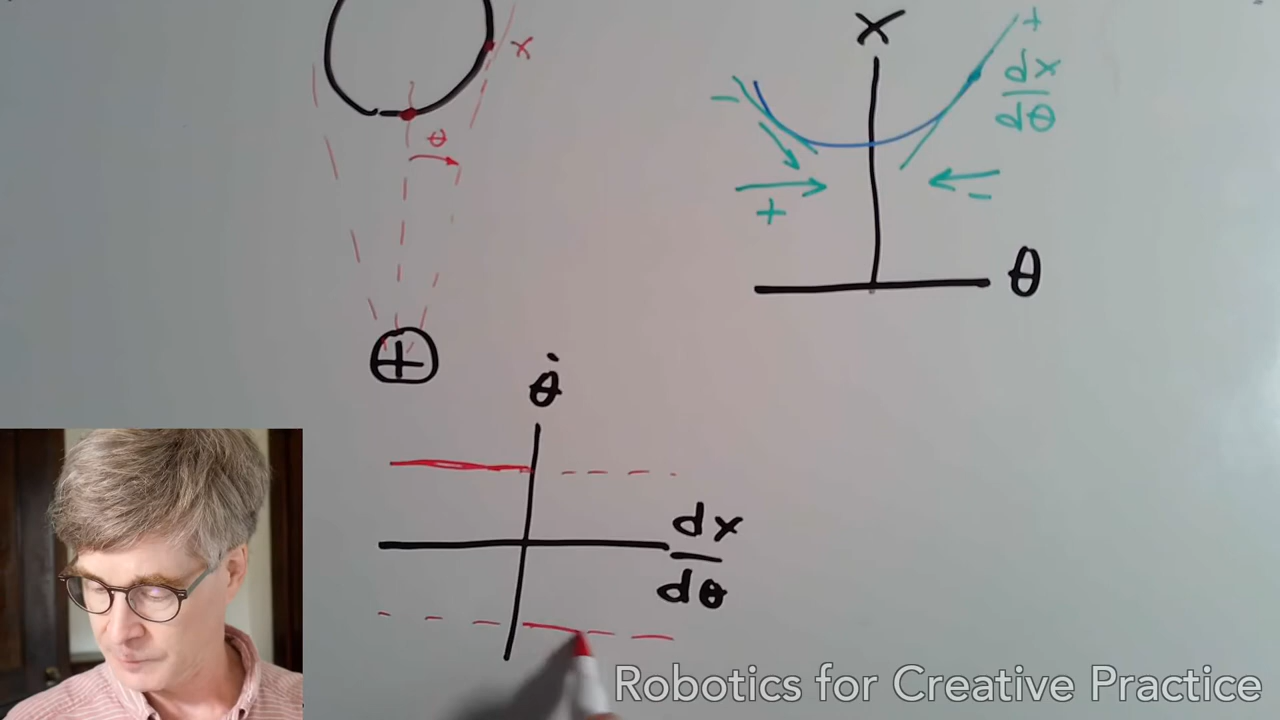 x
θ
x
+
dx
dθ
−
+
−
θ
+
θ̇
dx
dθ
Robotics for Creative Practice